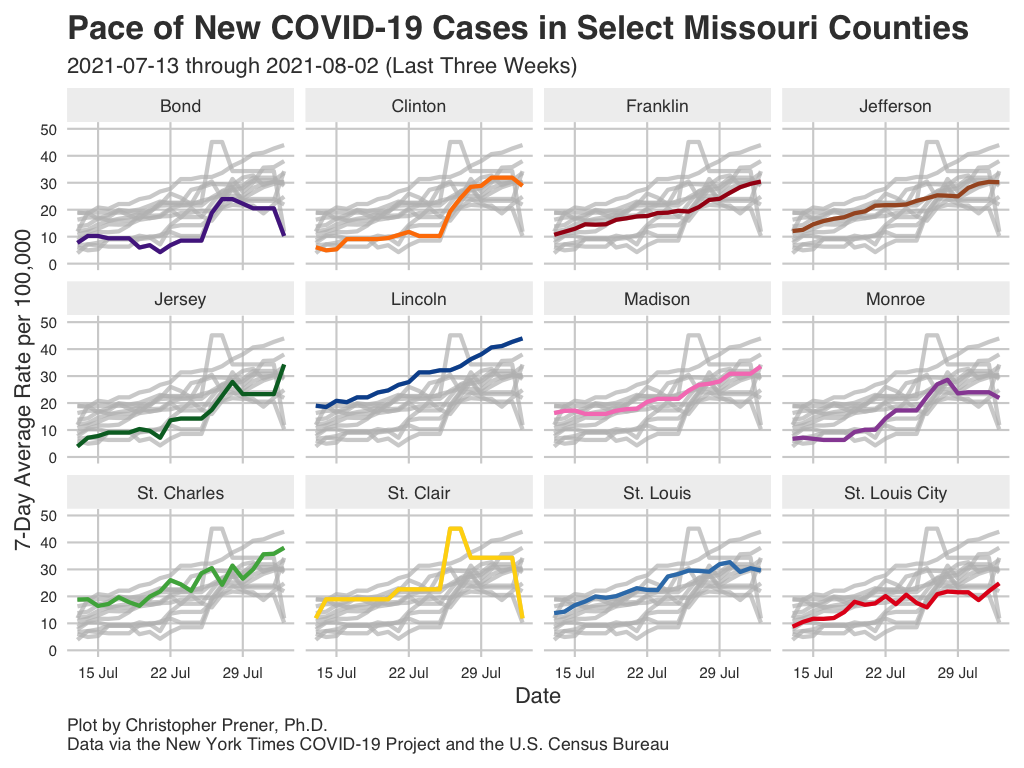 Pace of New COVID-19 Cases in Select Missouri Counties
2021-07-13 through 2021-08-02 (Last Three Weeks)
Bond
Clinton
Franklin
Jefferson
50
40
30
20
10
0
Jersey
Lincoln
Madison
Monroe
50
40
30
20
10
0
St. Charles
St. Clair
St. Louis
St. Louis City
50
40
30
20
10
0
7-Day Average Rate per 100,000
15 Jul
22 Jul
29 Jul
15 Jul
22 Jul
29 Jul
15 Jul
22 Jul
29 Jul
15 Jul
22 Jul
29 Jul
Date
Plot by Christopher Prener, Ph.D.
Data via the New York Times COVID-19 Project and the U.S. Census Bureau